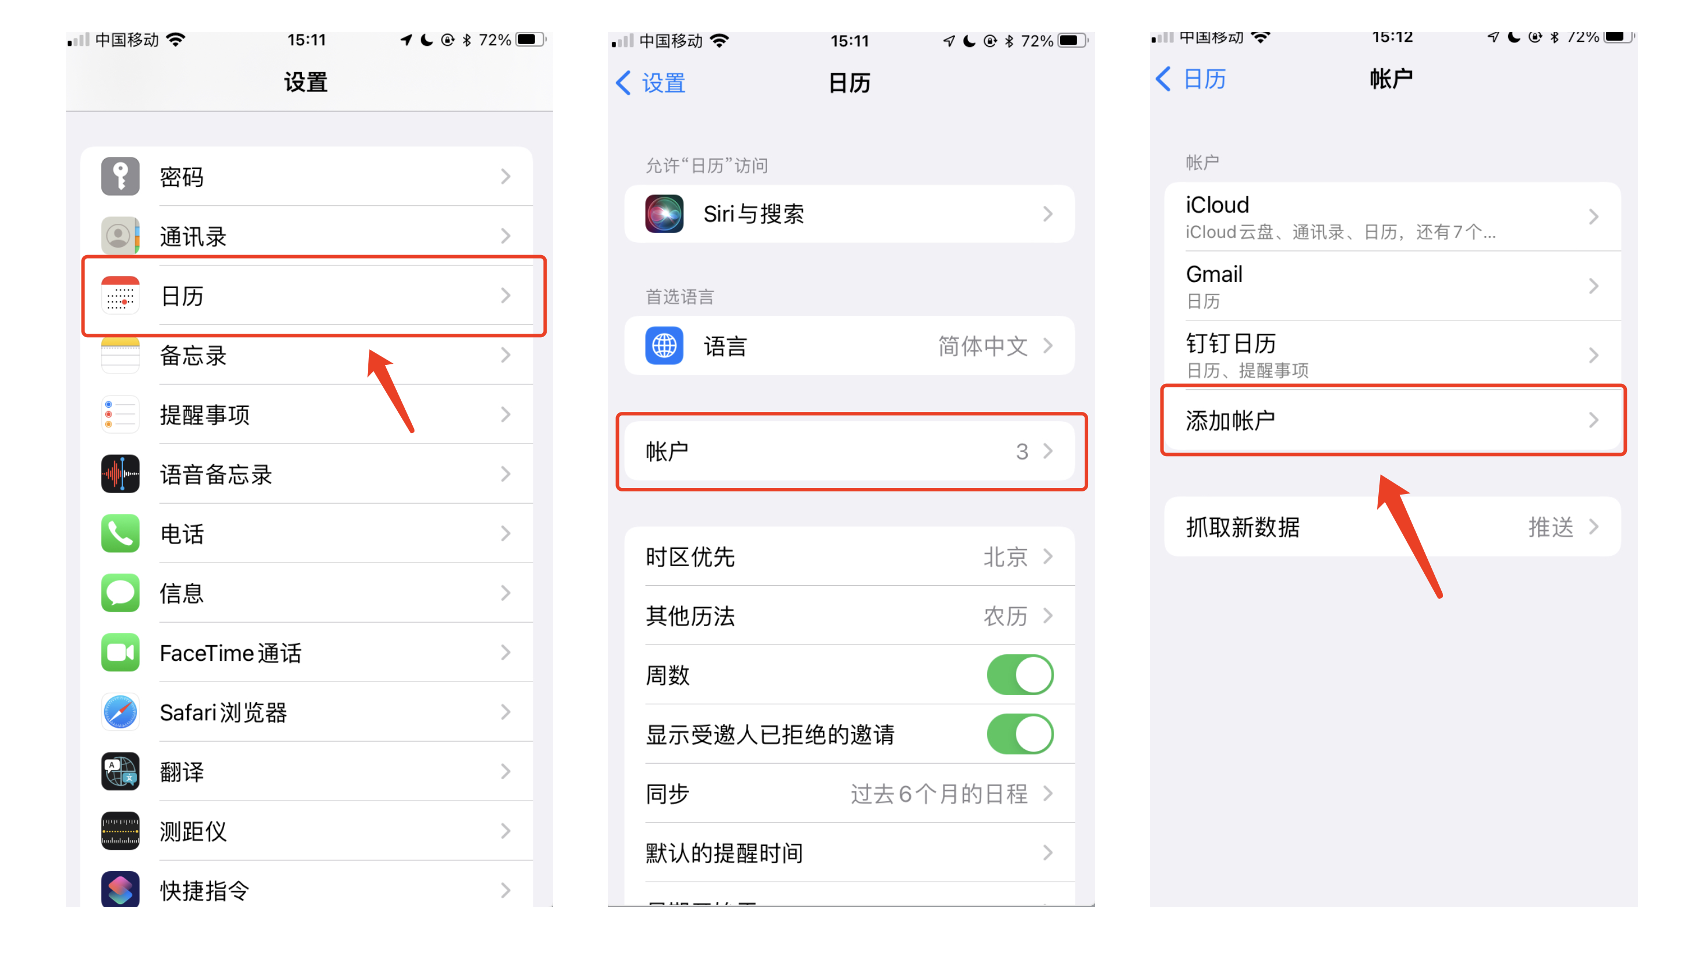 中国移动
15:11
72%
设置
密码
通讯录
日历
备忘录
提醒事项
语音备忘录
电话
信息
FaceTime通话
Safari浏览器
翻译
测距仪
快捷指令
中国移动
15:11
72%
设置
日历
允许“日历”访问
Siri与搜索
首选语言
语言 简体中文
帐户 3
时区优先 北京
其他历法 农历
周数
显示受邀人已拒绝的邀请
同步 过去6个月的日程
默认的提醒时间
中国移动
15:12
72%
日历
帐户
帐户
iCloud
iCloud云盘、通讯录、日历，还有7个...
Gmail
日历
钉钉日历
日历、提醒事项
添加帐户
抓取新数据 推送